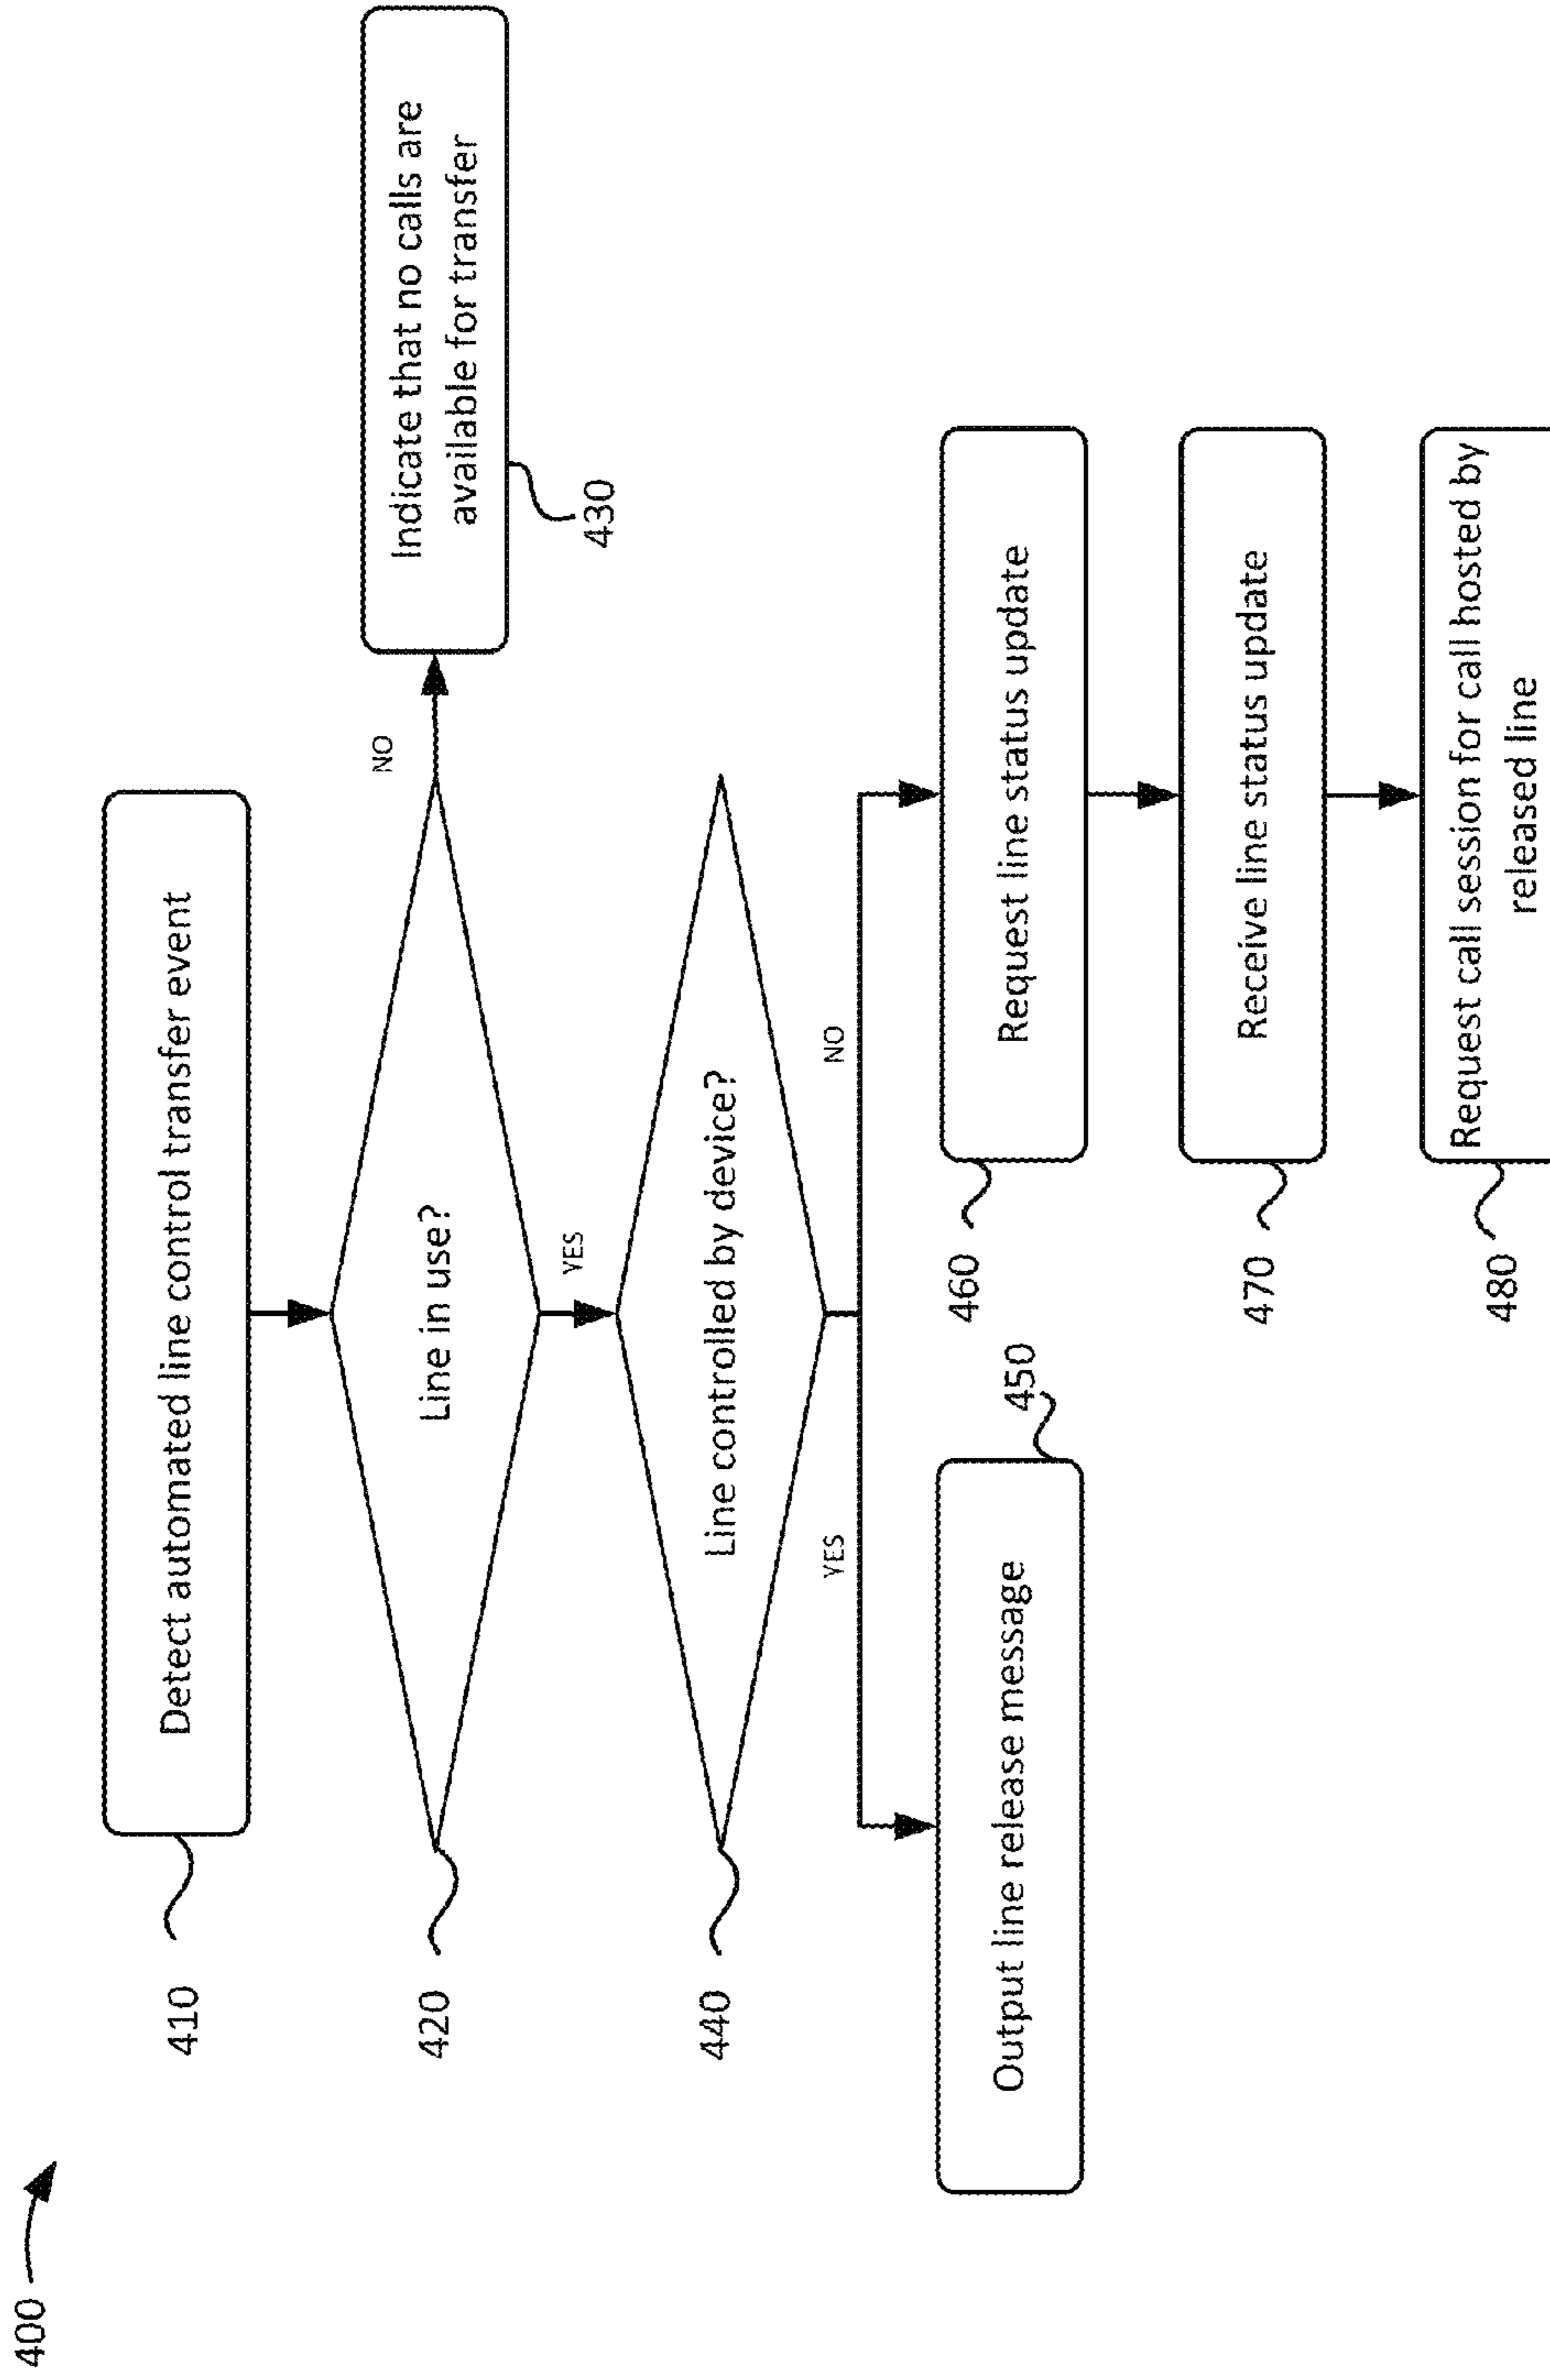 400
410
Detect automated line control transfer event
420
Line in use?
NO
Indicate that no calls are
available for transfer
430
YES
440
Line controlled by device?
YES
NO
Output line release message
450
460
Request line status update
470
Receive line status update
480
Request call session for call hosted by
released line